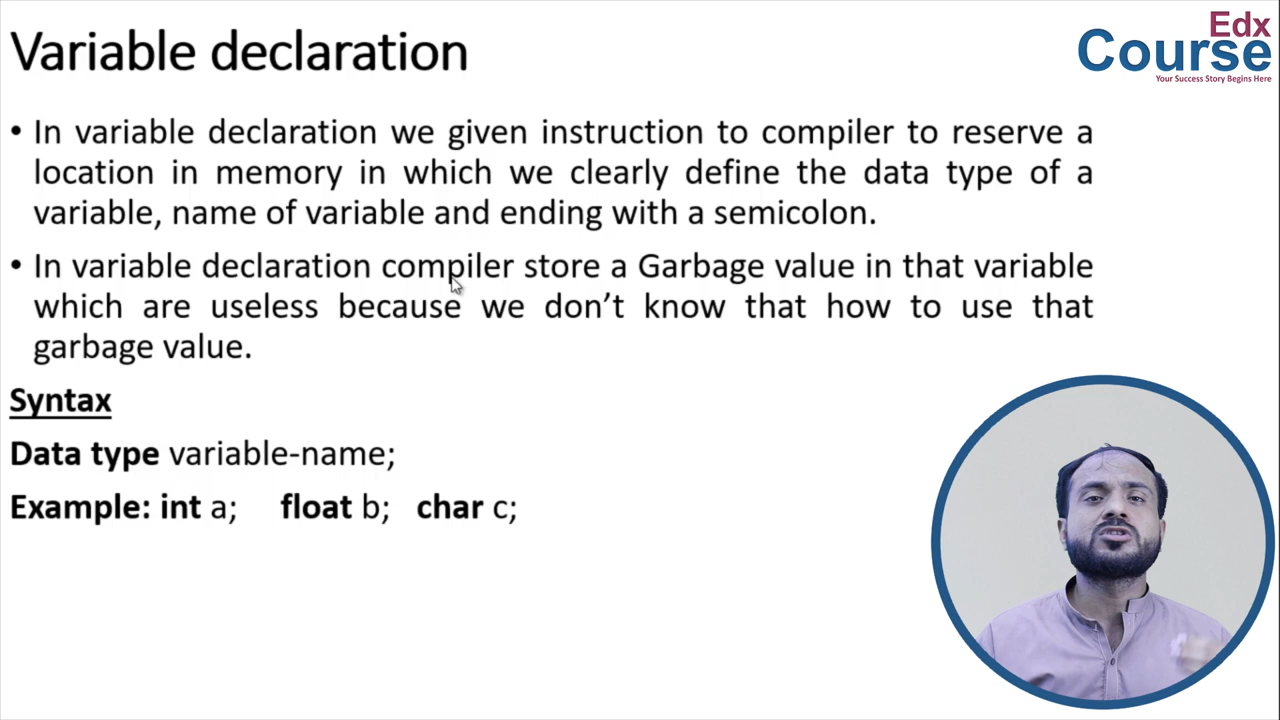 Variable declaration
Edx
Course
Your Success Story Begins Here
• In variable declaration we given instruction to compiler to reserve a
location in memory in which we clearly define the data type of a
variable, name of variable and ending with a semicolon.
• In variable declaration compiler store a Garbage value in that variable
which are useless because we don’t know that how to use that
garbage value.
Syntax
Data type variable-name;
Example: int a; float b; char c;